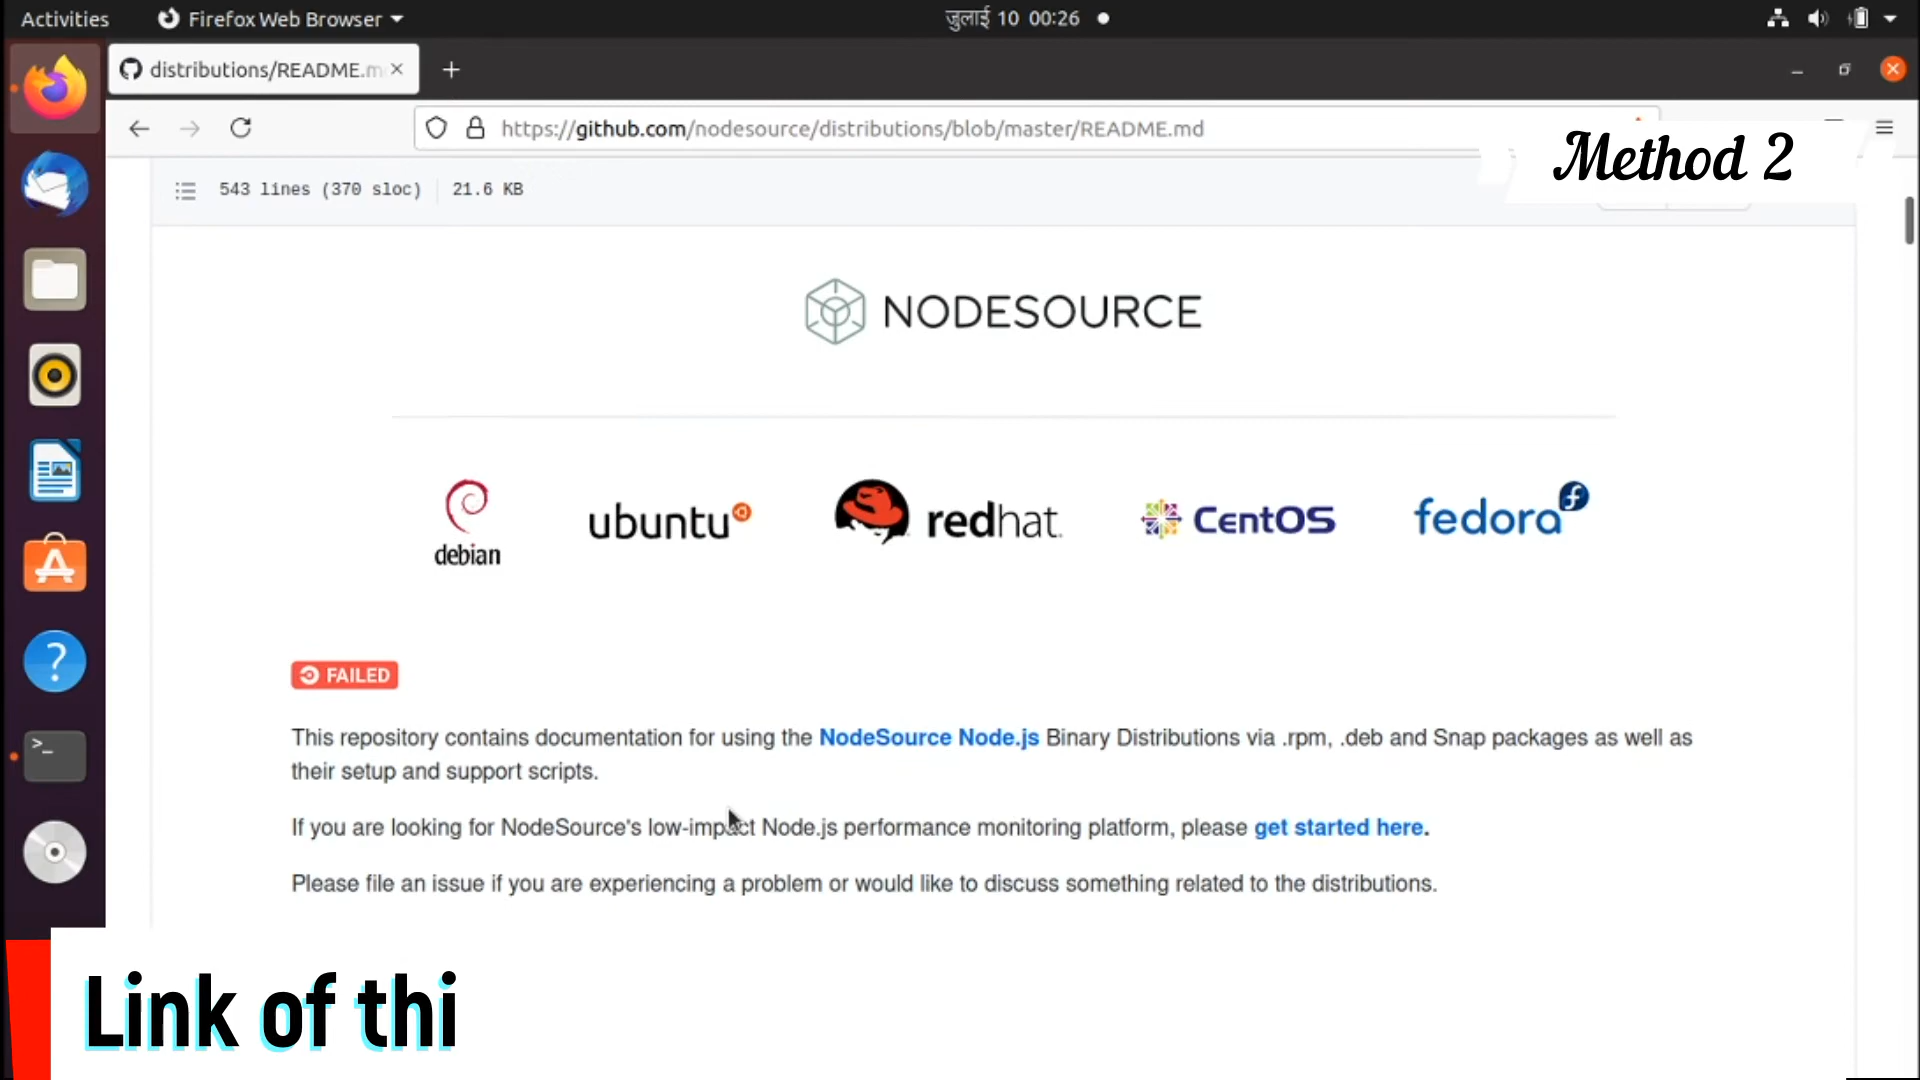 Activities
Firefox Web Browser
जुलाई 10 00:26
distributions/README.m
https://github.com/nodesource/distributions/blob/master/README.md
Method 2
543 lines (370 sloc)
21.6 KB
NODESOURCE
debian
ubuntu
redhat.
CentOS
fedora
FAILED
This repository contains documentation for using the NodeSource Node.js Binary Distributions via .rpm, .deb and Snap packages as well as
their setup and support scripts.
If you are looking for NodeSource's low-impact Node.js performance monitoring platform, please get started here.
Please file an issue if you are experiencing a problem or would like to discuss something related to the distributions.
Link of thi